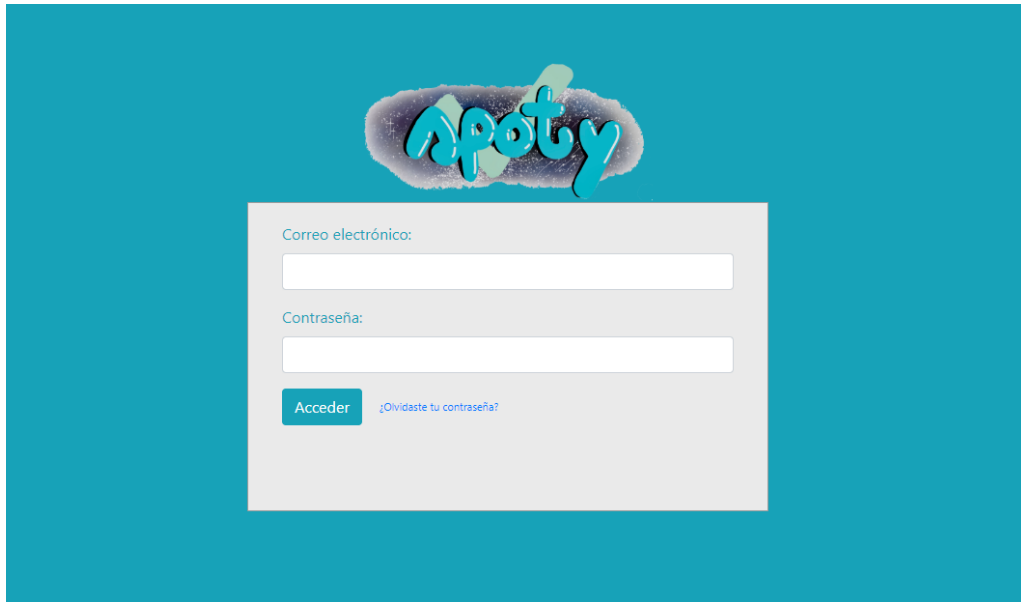 apoty
Correo electrónico:
Contraseña:
Acceder
¿Olvidaste tu contraseña?